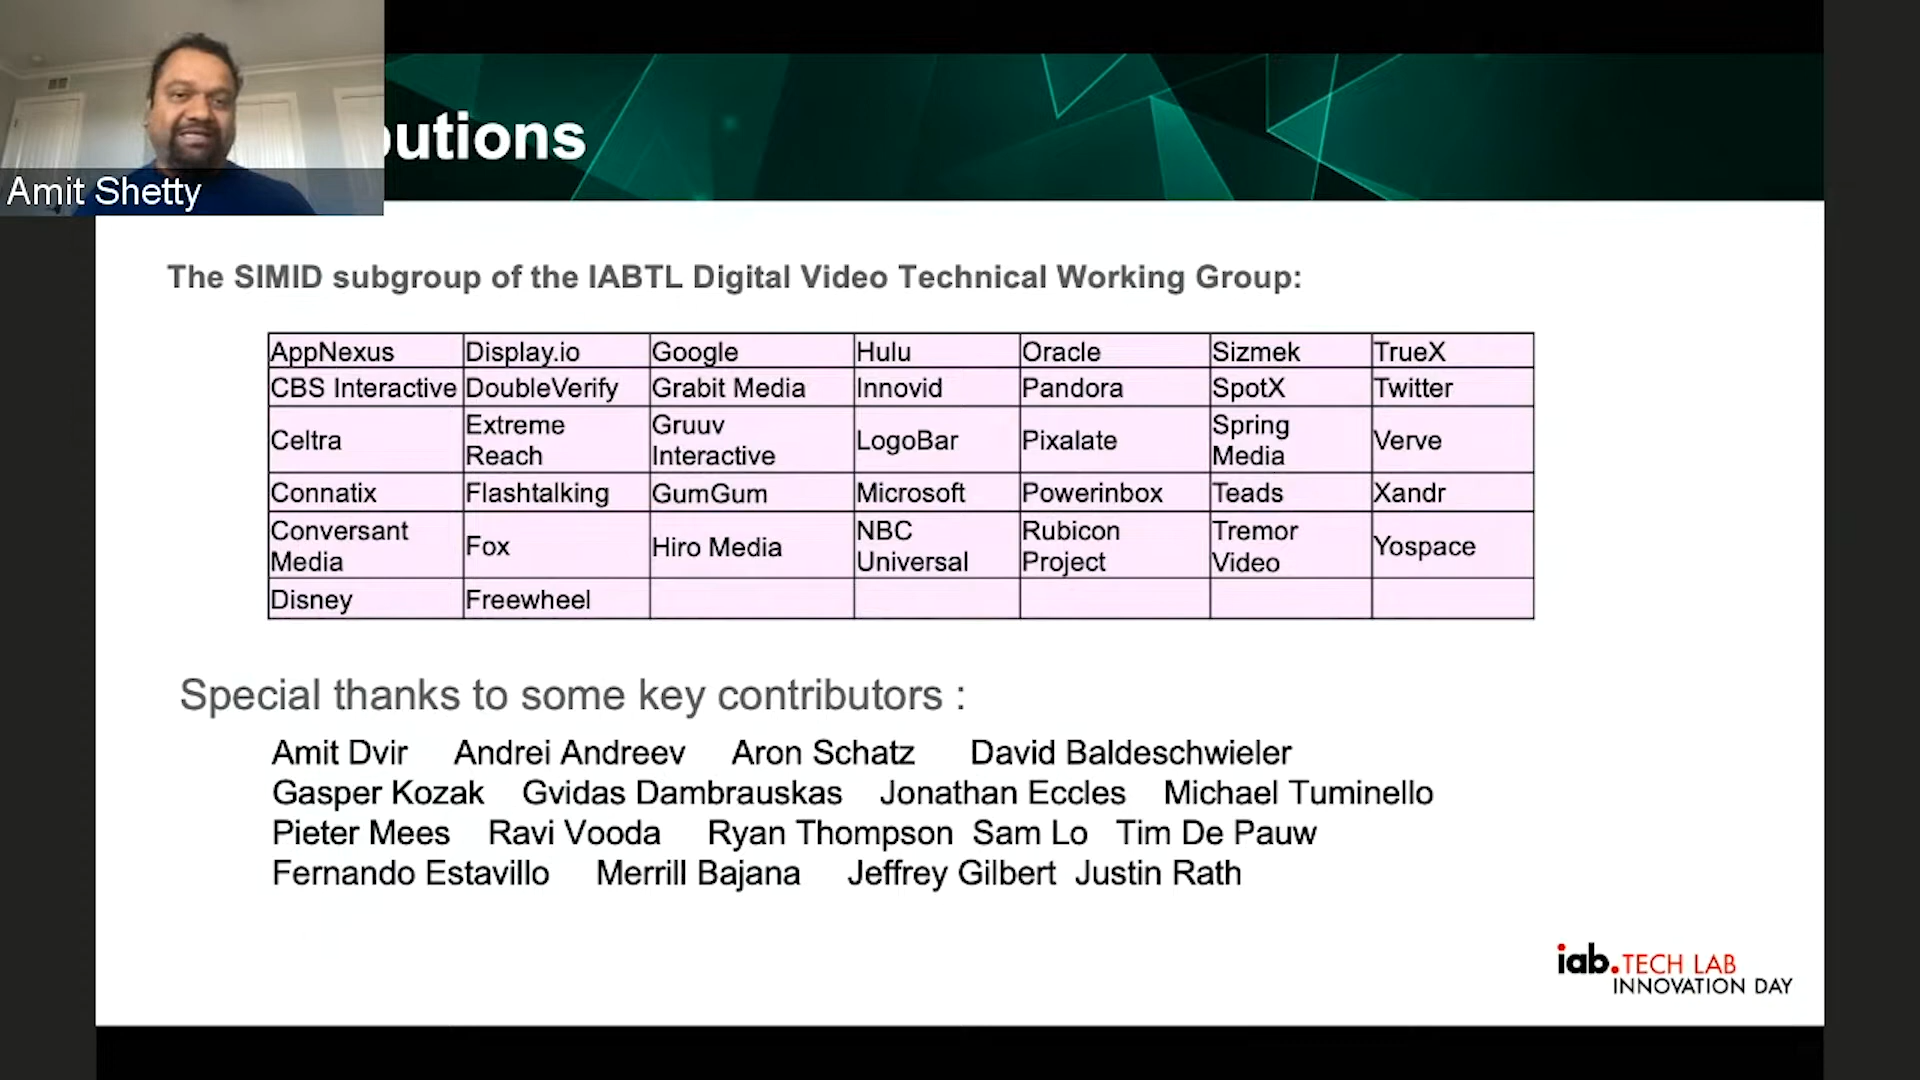 Amit Shetty
butions
The SIMID subgroup of the IABTL Digital Video Technical Working Group:
AppNexus Display.io Google Hulu Oracle Sizmek TrueX
CBS Interactive DoubleVerify Grabit Media Innovid Pandora SpotX Twitter
Celtra Extreme Reach Gruuv Interactive LogoBar Pixalate Spring Media Verve
Connatix Flashtalking GumGum Microsoft Powerinbox Teads Xandr
Conversant Media Fox Hiro Media NBC Universal Rubicon Project Tremor Video Yospace
Disney Freewheel
Special thanks to some key contributors :
Amit Dvir Andrei Andreev Aron Schatz David Baldeschwieler
Gasper Kozak Gvidas Dambrauskas Jonathan Eccles Michael Tuminello
Pieter Mees Ravi Vooda Ryan Thompson Sam Lo Tim De Pauw
Fernando Estavillo Merrill Bajana Jeffrey Gilbert Justin Rath
iab.TECH LAB
INNOVATION DAY